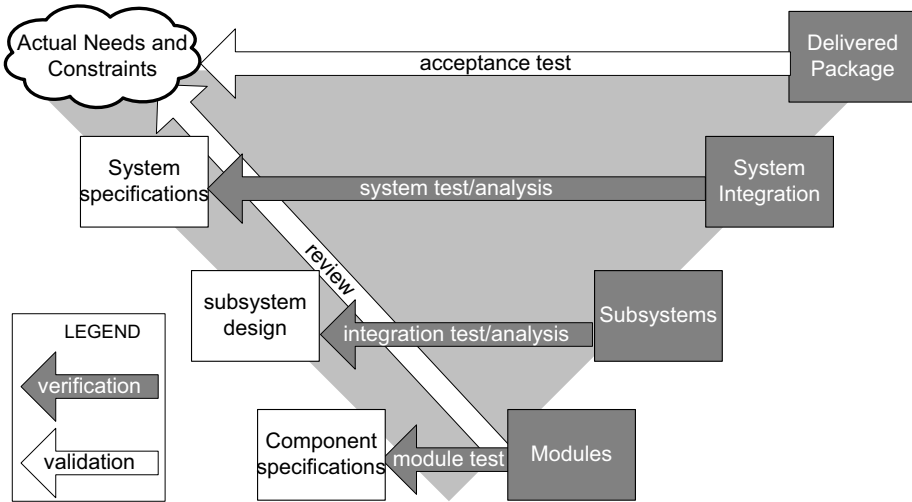 Actual Needs and
Constraints
acceptance test
Delivered
Package
System
specifications
system test/analysis
System
Integration
review
subsystem
design
integration test/analysis
Subsystems
LEGEND
verification
validation
Component
specifications
module test
Modules